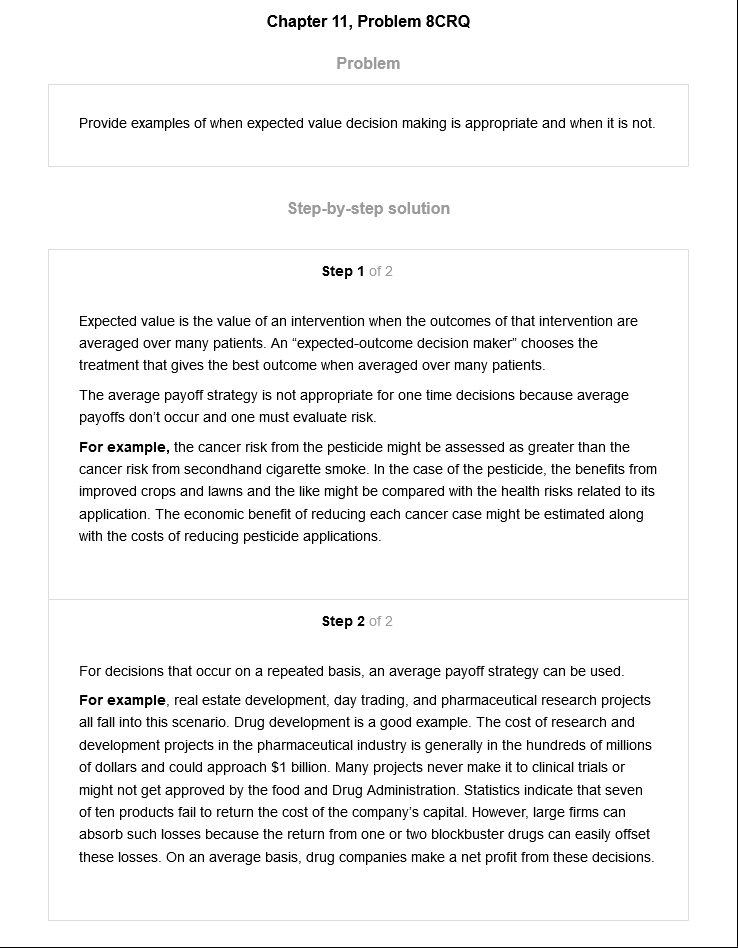 Chapter 11, Problem 8CRQ
Problem
Provide examples of when expected value decision making is appropriate and when it is not.
Step-by-step solution
Step 1 of 2
Expected value is the value of an intervention when the outcomes of that intervention are
averaged over many patients. An “expected-outcome decision maker” chooses the
treatment that gives the best outcome when averaged over many patients.
The average payoff strategy is not appropriate for one time decisions because average
payoffs don’t occur and one must evaluate risk.
For example, the cancer risk from the pesticide might be assessed as greater than the
cancer risk from secondhand cigarette smoke. In the case of the pesticide, the benefits from
improved crops and lawns and the like might be compared with the health risks related to its
application. The economic benefit of reducing each cancer case might be estimated along
with the costs of reducing pesticide applications.
Step 2 of 2
For decisions that occur on a repeated basis, an average payoff strategy can be used.
For example, real estate development, day trading, and pharmaceutical research projects
all fall into this scenario. Drug development is a good example. The cost of research and
development projects in the pharmaceutical industry is generally in the hundreds of millions
of dollars and could approach $1 billion. Many projects never make it to clinical trials or
might not get approved by the food and Drug Administration. Statistics indicate that seven
of ten products fail to return the cost of the company’s capital. However, large firms can
absorb such losses because the return from one or two blockbuster drugs can easily offset
these losses. On an average basis, drug companies make a net profit from these decisions.